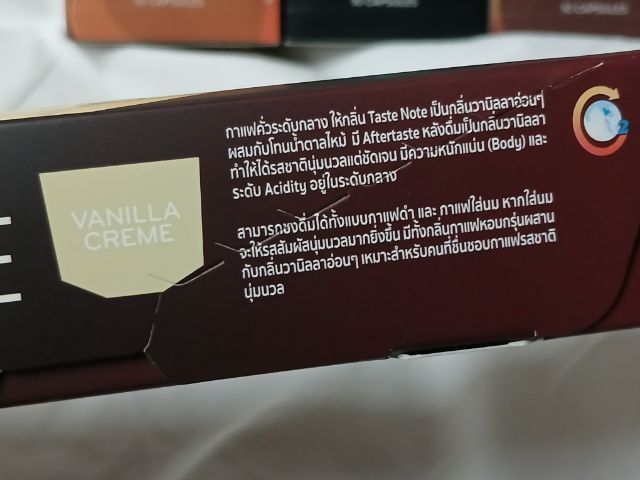 10 CAPSULES
10 CAPSULES
10 CAPSULES
VANILLA
CREME
กาแฟคั่วระดับกลาง ให้กลิ่น Taste Note เป็นกลิ่นวานิลลาอ่อนๆ
ผสมกับโทนน้ำตาลไหม้ มี Aftertaste หลังดื่มเป็นกลิ่นวานิลลา
ทำให้ได้รสชาตินุ่มนวลแต่ชัดเจน มีความหนักแน่น (Body) และ
ระดับ Acidity อยู่ในระดับกลาง
สามารถชงดื่มได้ทั้งแบบกาแฟดำ และ กาแฟใส่นม หากใส่นม
จะให้รสสัมผัสนุ่มนวลมากยิ่งขึ้น มีทั้งกลิ่นกาแฟหอมกรุ่นผสาน
กับกลิ่นวานิลลาอ่อนๆ เหมาะสำหรับคนที่ชื่นชอบกาแฟรสชาติ
นุ่มนวล
2